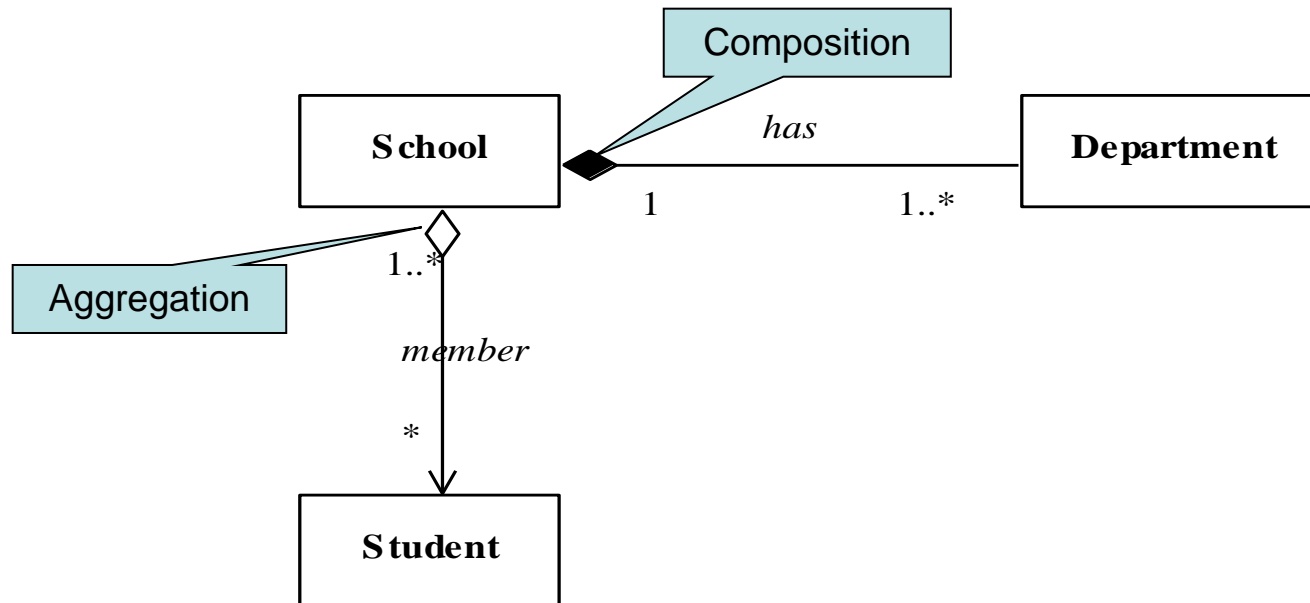 Composition
has
School
Department
1
1..*
1..*
Aggregation
member
*
Student